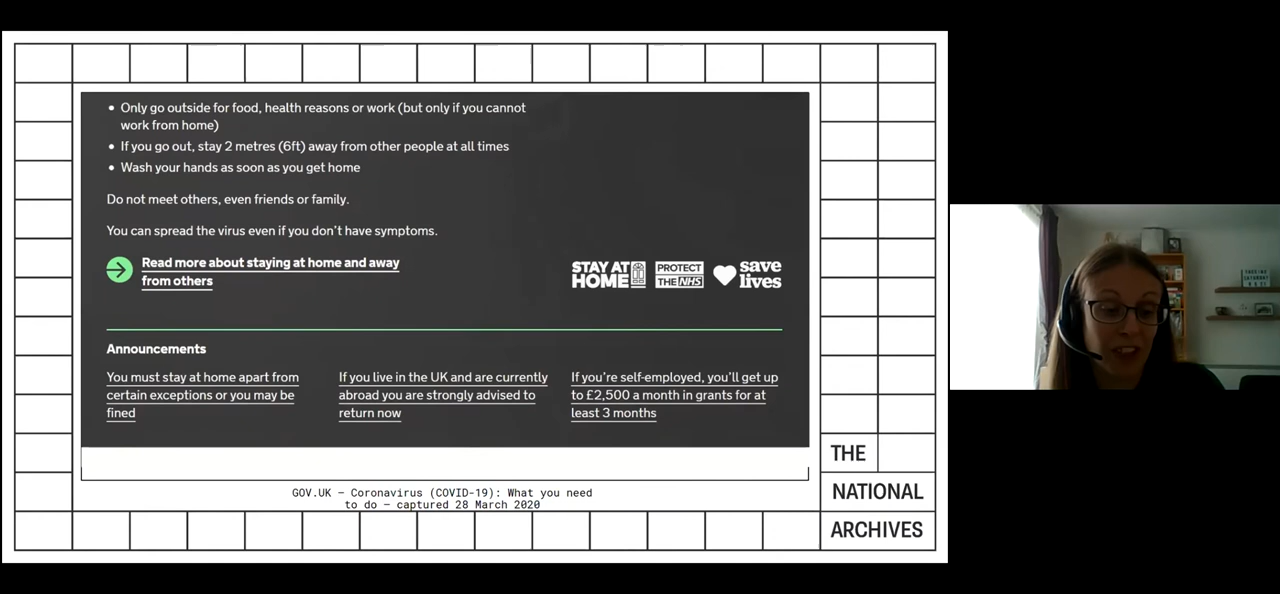 • Only go outside for food, health reasons or work (but only if you cannot
work from home)
• If you go out, stay 2 metres (6ft) away from other people at all times
• Wash your hands as soon as you get home
Do not meet others, even friends or family.
You can spread the virus even if you don't have symptoms.
Read more about staying at home and away
from others
STAY AT
HOME
PROTECT
THE NHS
save
lives
Announcements
You must stay at home apart from
certain exceptions or you may be
fined
If you live in the UK and are currently
abroad you are strongly advised to
return now
If you're self-employed, you'll get up
to £2,500 a month in grants for at
least 3 months
GOV.UK – Coronavirus (COVID-19): What you need
to do – captured 28 March 2020
THE
NATIONAL
ARCHIVES